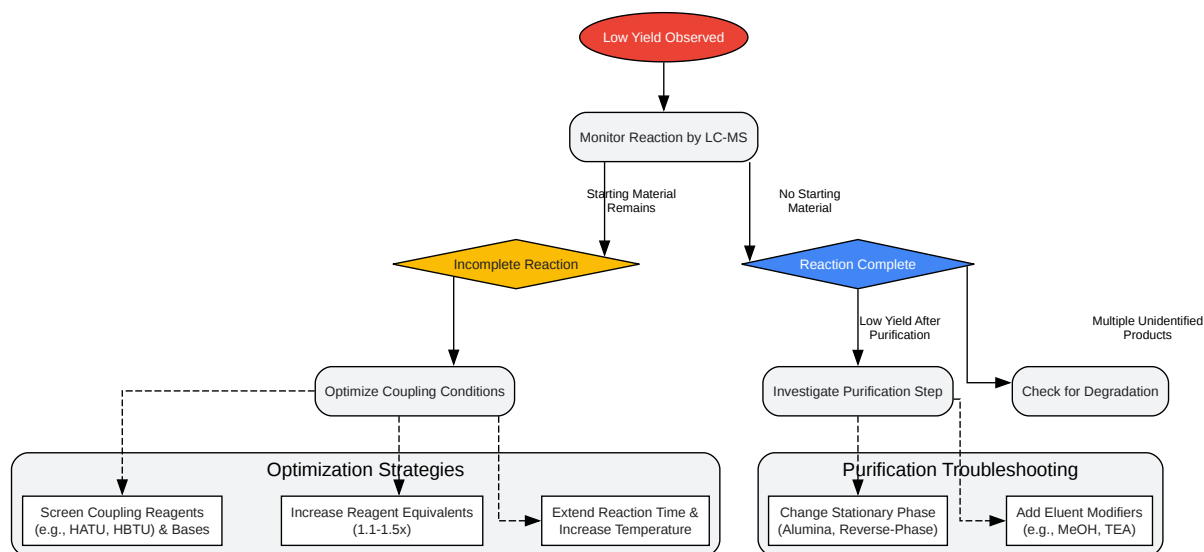 Low Yield Observed
Monitor Reaction by LC-MS
Starting Material
Remains
No Starting
Material
Incomplete Reaction
Reaction Complete
Low Yield After
Purification
Multiple Unidentified
Products
Optimize Coupling Conditions
Investigate Purification Step
Check for Degradation
Optimization Strategies
Screen Coupling Reagents
(e.g., HATU, HBTU) & Bases
Increase Reagent Equivalents
(1.1-1.5x)
Extend Reaction Time &
Increase Temperature
Purification Troubleshooting
Change Stationary Phase
(Alumina, Reverse-Phase)
Add Eluent Modifiers
(e.g., MeOH, TEA)